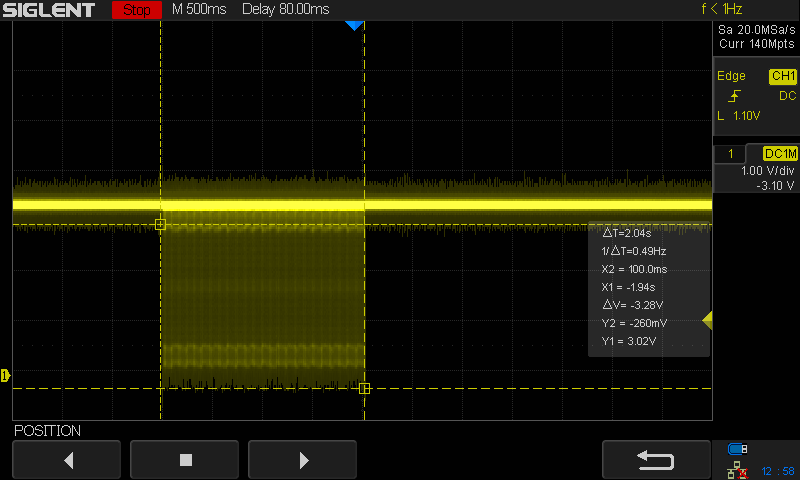 SIGLENT Stop M 500ms Delay 80.00ms f < 1Hz
Sa 20.0MSa/s
Curr 140Mpts
Edge CH1
DC
L 1.10V
1 DC1M
1.00 V/div
-3.10 V
△T=2.04s
1/△T=0.49Hz
X2 = 100.0ms
X1 = -1.94s
△V= -3.28V
Y2 = -260mV
Y1 = 3.02V
1
POSITION
12:58